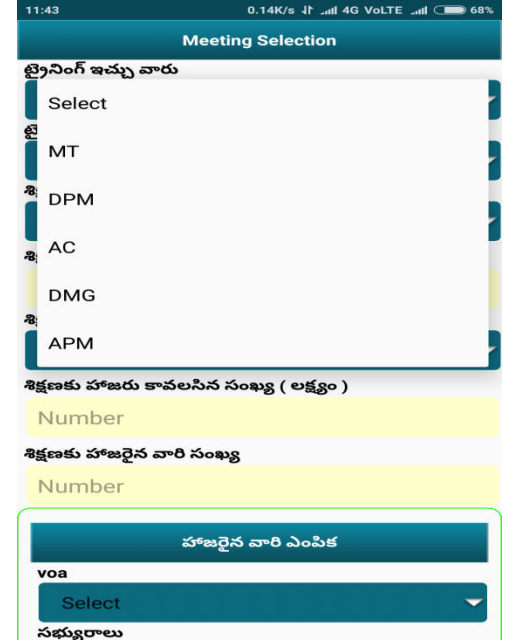 11:43
0.14K/s 4G VoLTE 68%
Meeting Selection
ట్రైనింగ్ ఇచ్చు వారు
Select
MT
DPM
AC
DMG
APM
శిక్షణకు హాజరు కావలసిన సంఖ్య ( లక్ష్యం )
Number
శిక్షణకు హాజరైన వారి సంఖ్య
Number
హాజరైన వారి ఎంపిక
voa
Select
సభ్యురాలు